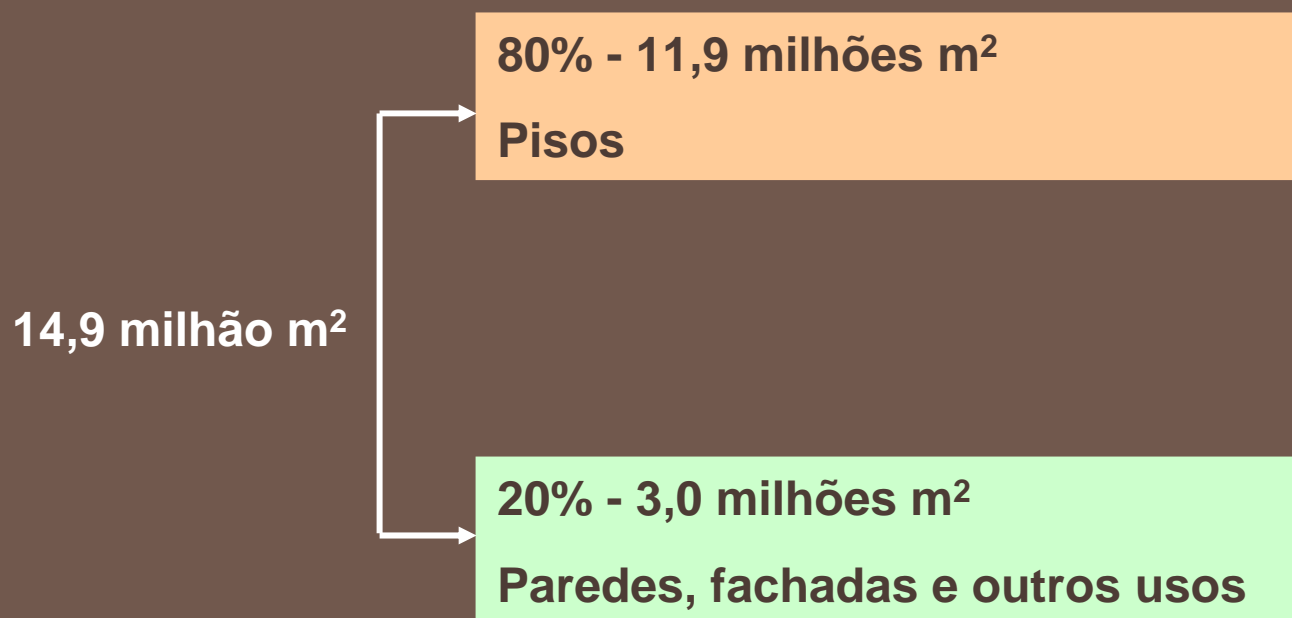 80% - 11,9 milhões m²
Pisos
14,9 milhão m²
20% - 3,0 milhões m²
Paredes, fachadas e outros usos